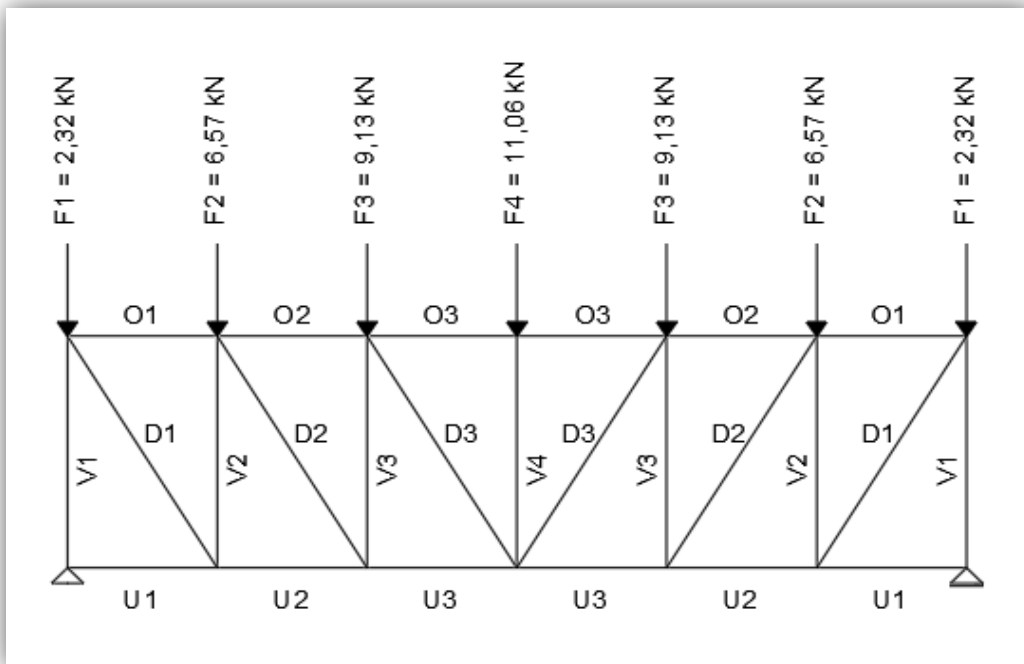 F1 = 2,32 kN
F2 = 6,57 kN
F3 = 9,13 kN
F4 = 11,06 kN
F3 = 9,13 kN
F2 = 6,57 kN
F1 = 2,32 kN
O1 O2 O3 O3 O2 O1
D1 D2 D3 D3 D2 D1
V1 V2 V3 V4 V3 V2 V1
U1 U2 U3 U3 U2 U1